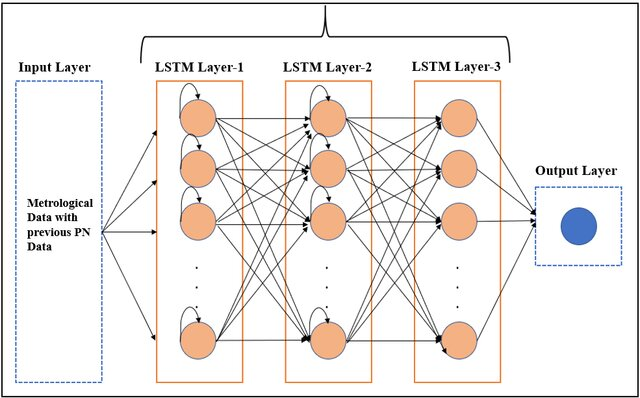 Input Layer
LSTM Layer-1
LSTM Layer-2
LSTM Layer-3
Output Layer
Metrological
Data with
previous PN
Data